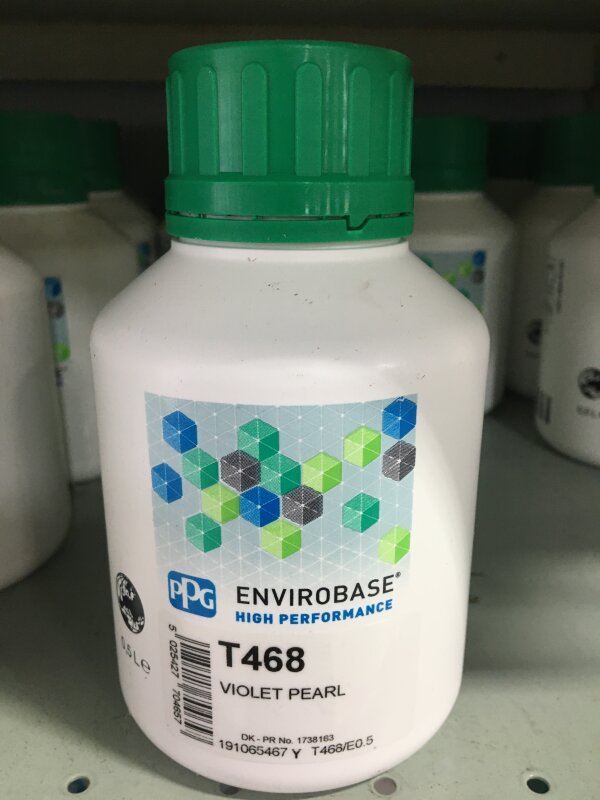 PPG
ENVIROBASE®
HIGH PERFORMANCE
0.5 L e
5 025427 704657
T468
VIOLET PEARL
DK - PR No. 1738163
191065467 Y T468/E0.5